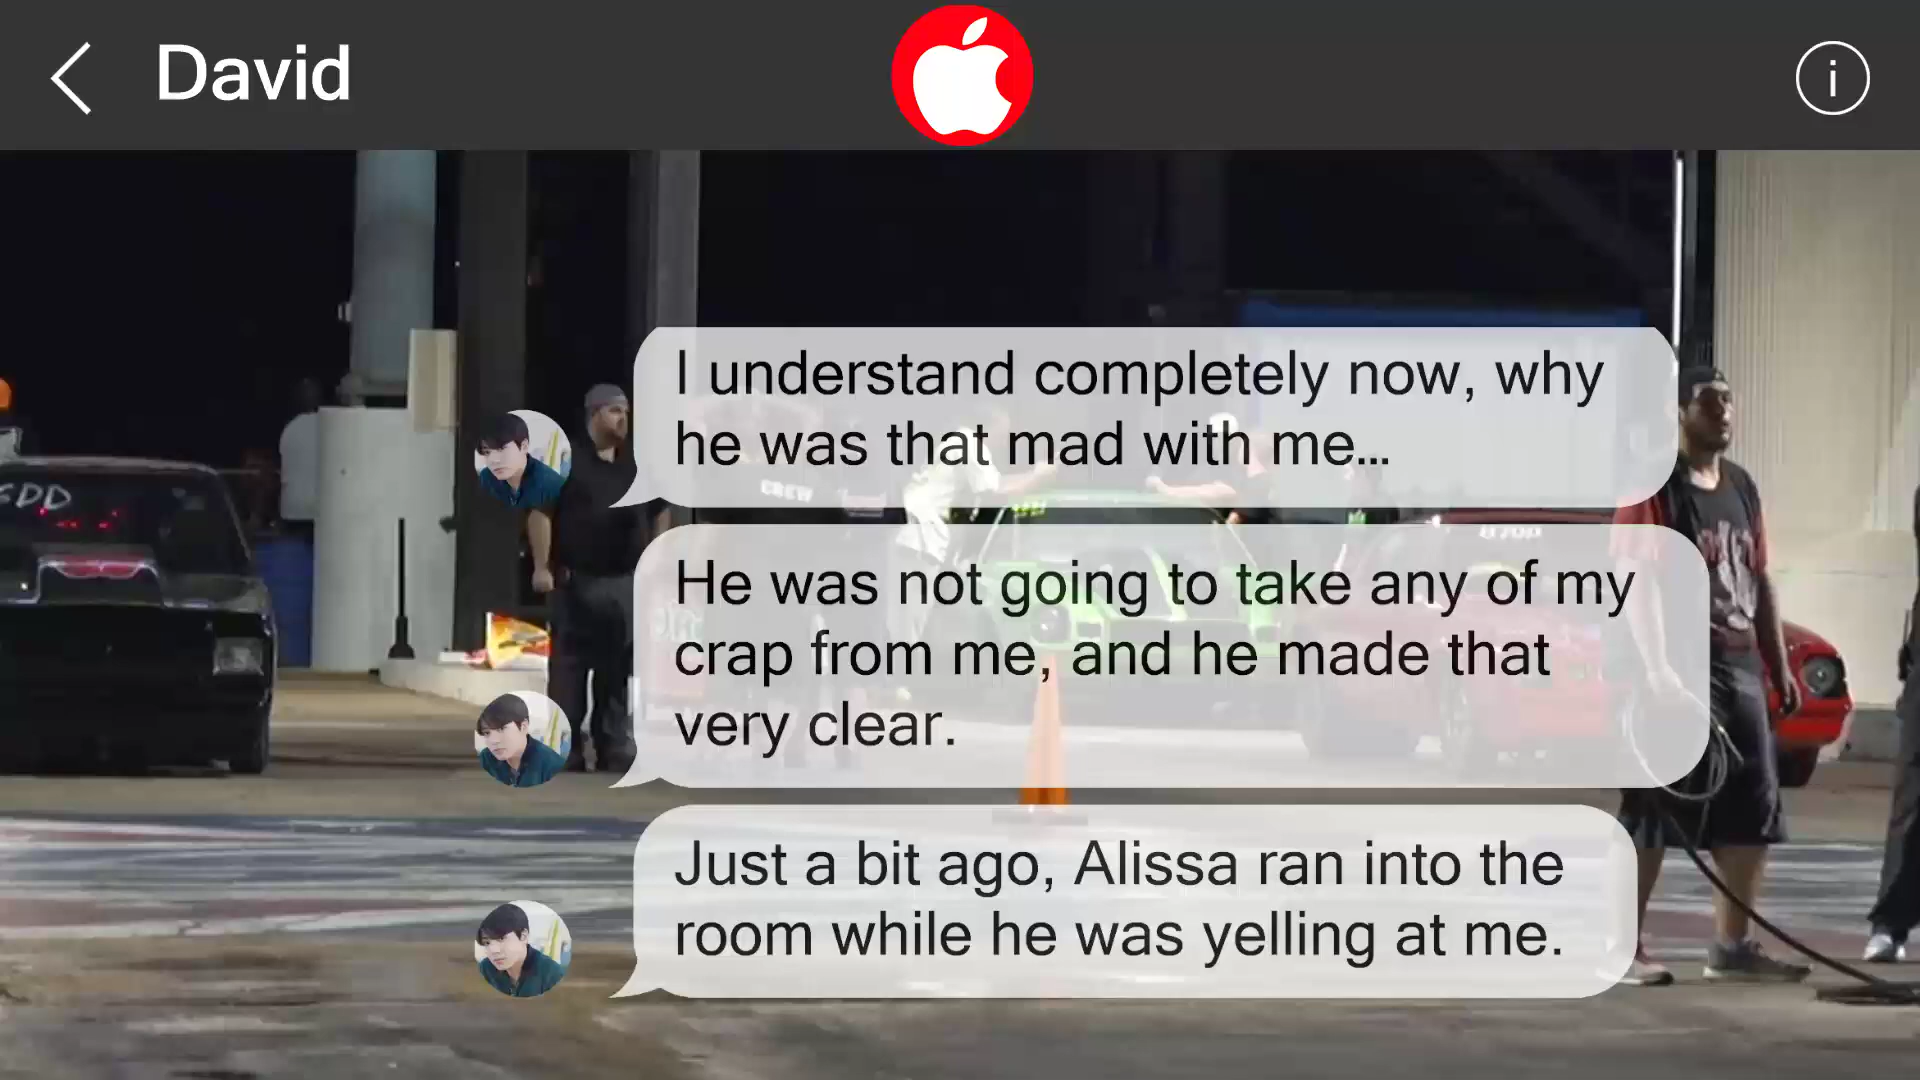 David
I understand completely now, why
he was that mad with me...
CREW
He was not going to take any of my
crap from me, and he made that
very clear.
Just a bit ago, Alissa ran into the
room while he was yelling at me.